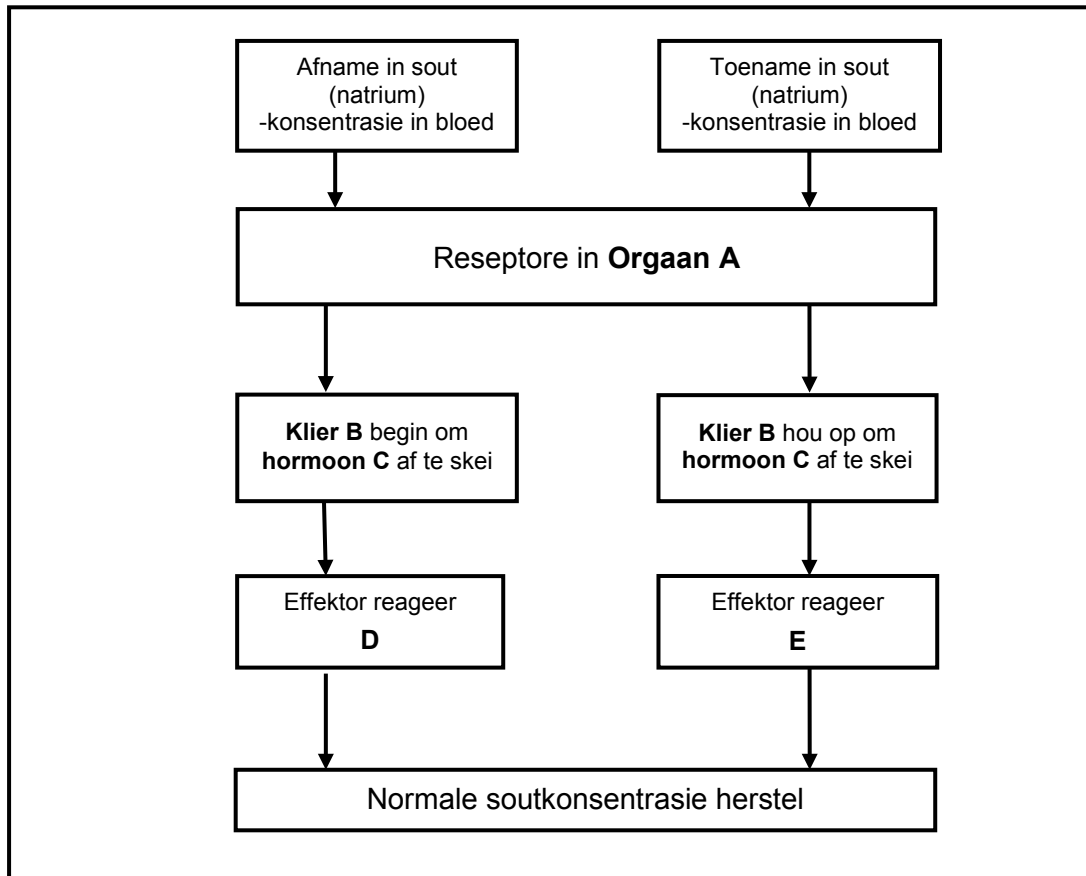 Afname in sout
(natrium)
-konsentrasie in bloed
Toename in sout
(natrium)
-konsentrasie in bloed
Reseptore in Orgaan A
Klier B begin om
hormoon C af te skei
Klier B hou op om
hormoon C af te skei
Effektor reageer
D
Effektor reageer
E
Normale soutkonsentrasie herstel